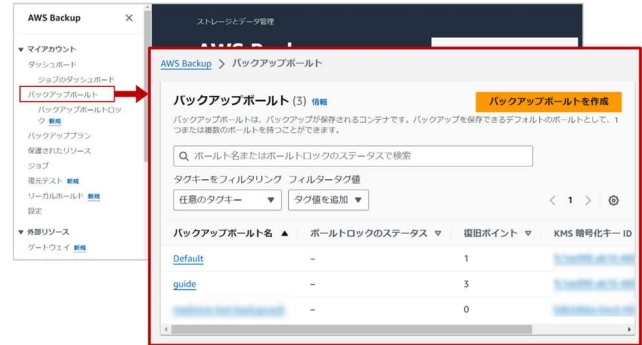 AWS Backup
ストレージとデータ管理
マイアカウント
ダッシュボード
ジョブのダッシュボード
バックアップボールト
バックアップボールトロック 新規
バックアッププラン
保護されたリソース
ジョブ
復元テスト 新規
リーガルホールド 新規
設定
外部リソース
ゲートウェイ 新規
AWS Backup > バックアップボールト
バックアップボールト (3) 情報
バックアップボールトを作成
バックアップボールトは、バックアップが保存されるコンテナです。バックアップを保存できるデフォルトのボールトとして、1
つまたは複数のボールトを持つことができます。
ボールト名またはボールトロックのステータスで検索
タグキーをフィルタリング フィルタータグ値
任意のタグキー タグ値を追加
< 1 >
バックアップボールト名 ボールトロックのステータス 復旧ポイント KMS 暗号化キー ID
Default – 1
guide – 3
– 0